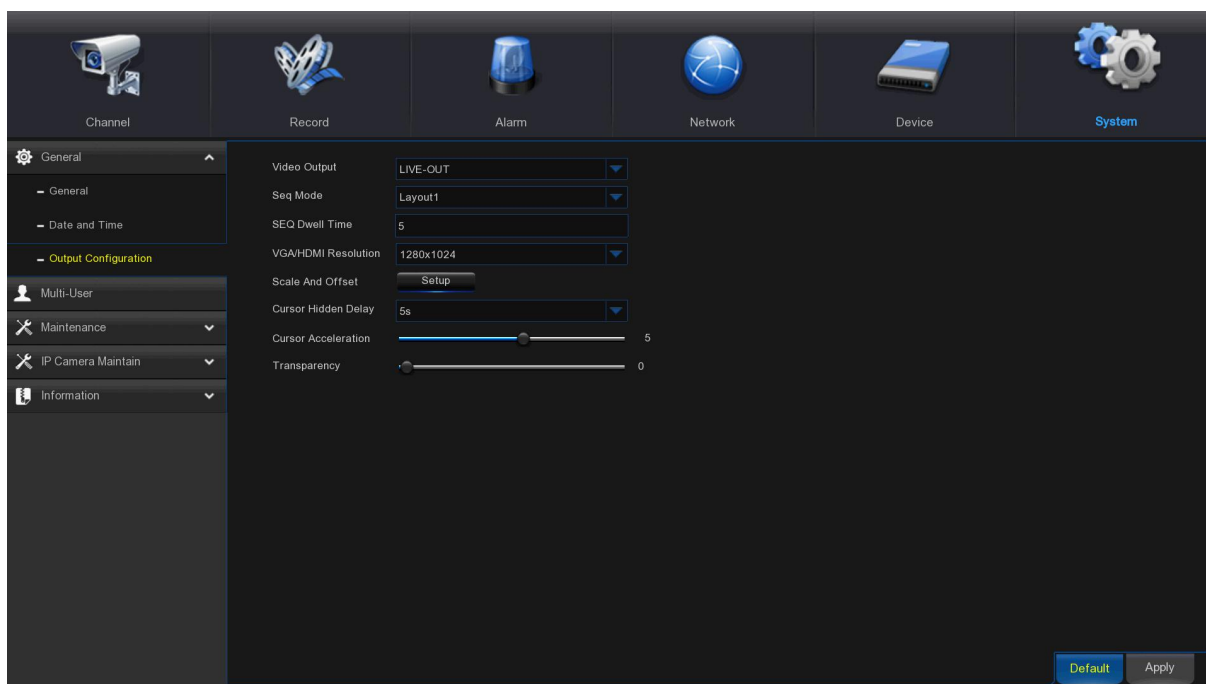 Channel
Record
Alarm
Network
Device
System
General
General
Date and Time
Output Configuration
Multi-User
Maintenance
IP Camera Maintain
Information
Video Output LIVE-OUT
Seq Mode Layout1
SEQ Dwell Time 5
VGA/HDMI Resolution 1280x1024
Scale And Offset Setup
Cursor Hidden Delay 5s
Cursor Acceleration 5
Transparency 0
Default Apply